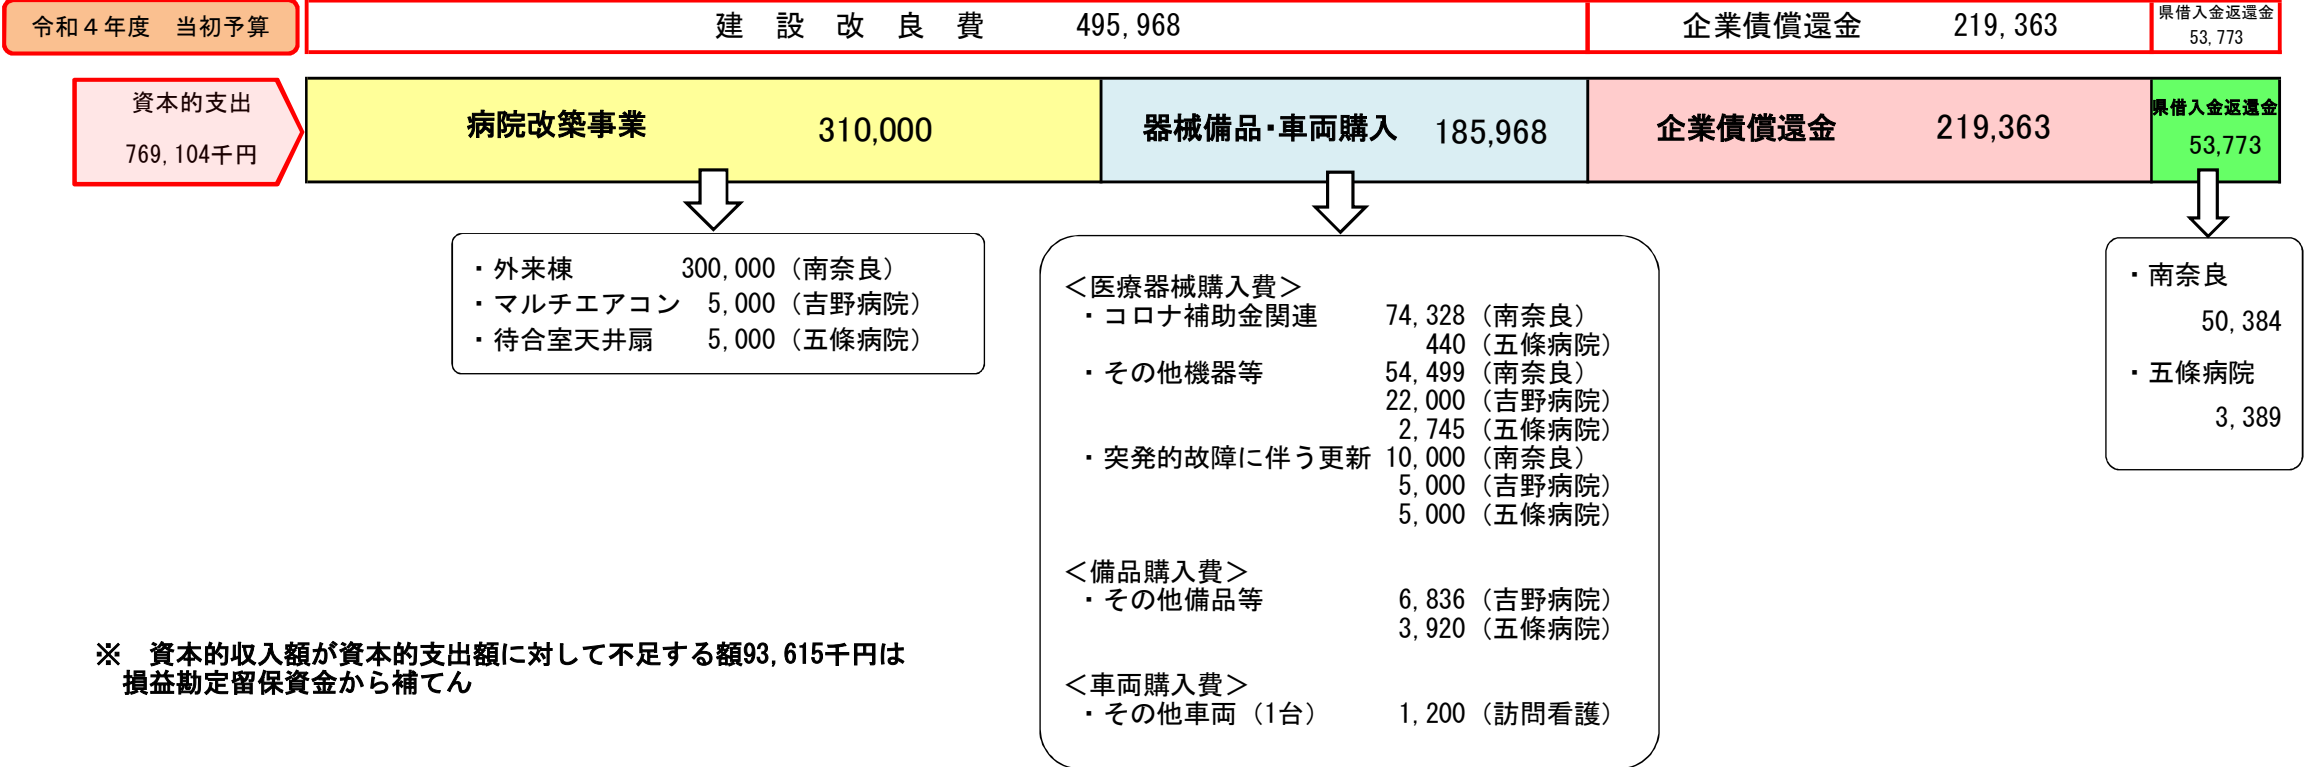 令和４年度　当初予算
建　設　改　良　費　495,968
企業債償還金　219,363
県借入金返還金
53,773
資本的支出
769,104千円
病院改築事業　310,000
器械備品・車両購入　185,968
企業債償還金　219,363
県借入金返還金
53,773
・外来棟　300,000（南奈良）
・マルチエアコン　5,000（吉野病院）
・待合室天井扇　5,000（五條病院）
＜医療器械購入費＞
・コロナ補助金関連　74,328（南奈良）
440（五條病院）
・その他機器等　54,499（南奈良）
22,000（吉野病院）
2,745（五條病院）
・突発的故障に伴う更新 10,000（南奈良）
5,000（吉野病院）
5,000（五條病院）
＜備品購入費＞
・その他備品等　6,836（吉野病院）
3,920（五條病院）
＜車両購入費＞
・その他車両（1台）　1,200（訪問看護）
・南奈良
50,384
・五條病院
3,389
※　資本的収入額が資本的支出額に対して不足する額93,615千円は
損益勘定留保資金から補てん